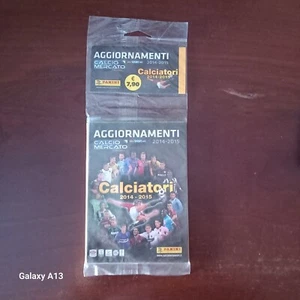 AGGIORNAMENTI
CALCIO
MERCATO
2014-2015
Calciatori
2014-2015
€
7,90
PANINI
AGGIORNAMENTI
CALCIO
MERCATO
2014-2015
Calciatori
2014 - 2015
PANINI
Galaxy A13